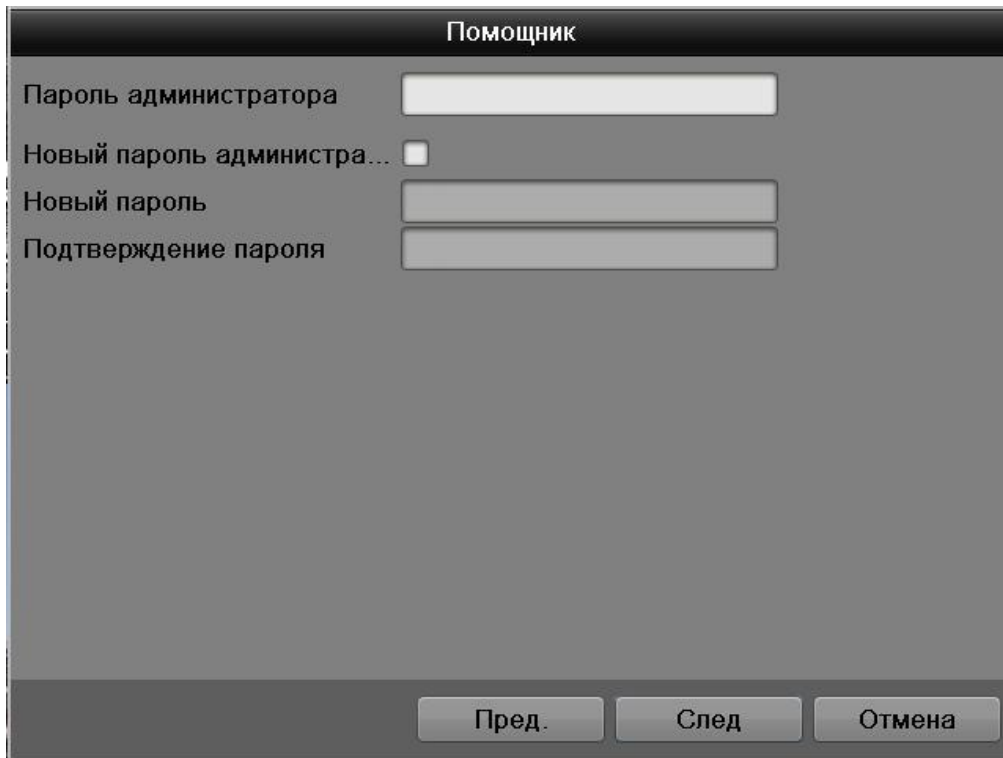 Помощник
Пароль администратора
Новый пароль администра...
Новый пароль
Подтверждение пароля
Пред. След Отмена